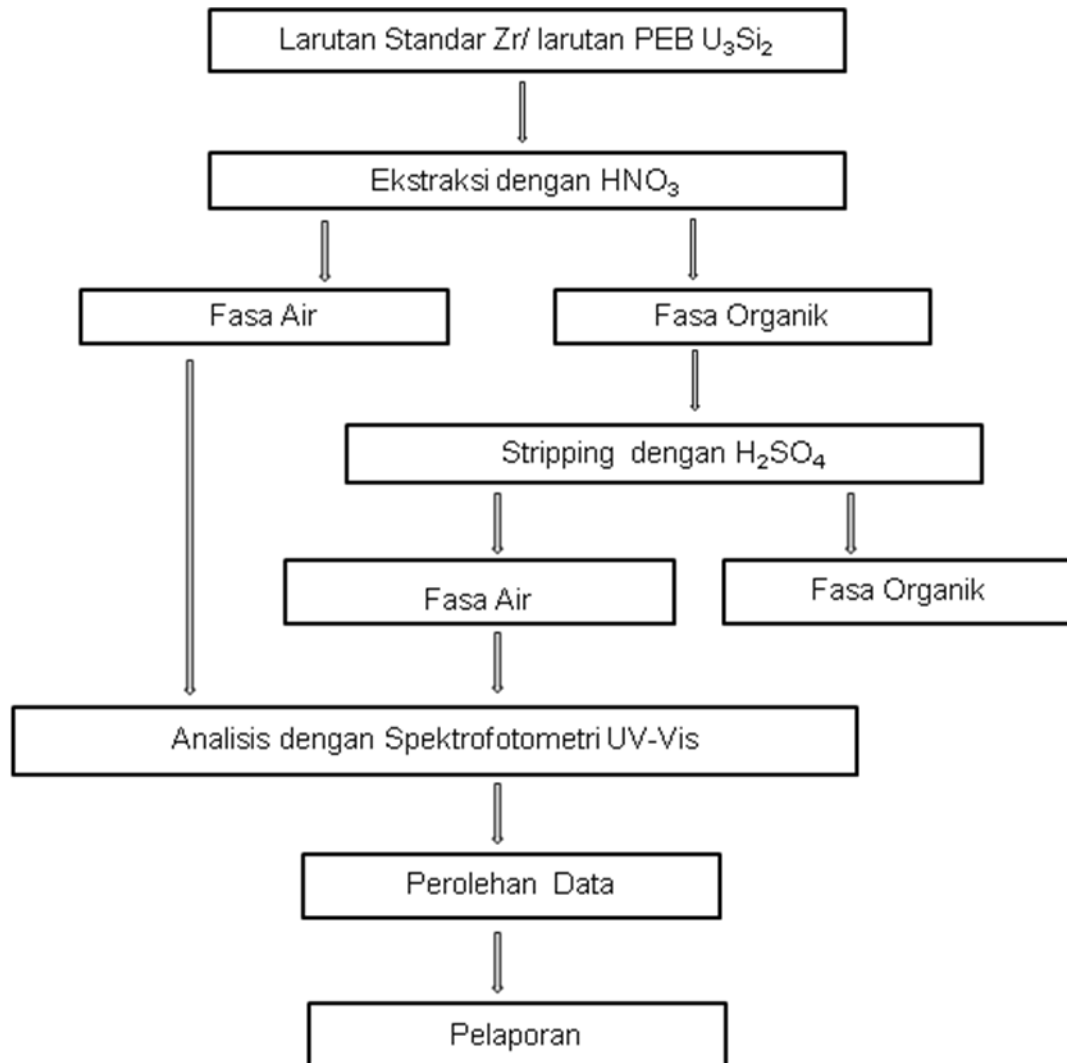 Larutan Standar Zr/ larutan PEB U₃Si₂
Ekstraksi dengan HNO₃
Fasa Air
Fasa Organik
Stripping dengan H₂SO₄
Fasa Air
Fasa Organik
Analisis dengan Spektrofotometri UV-Vis
Perolehan Data
Pelaporan